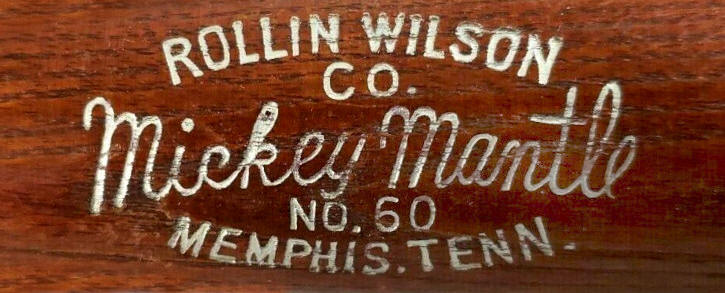 ROLLIN WILSON
CO.
Mickey Mantle
NO. 60
MEMPHIS. TENN.